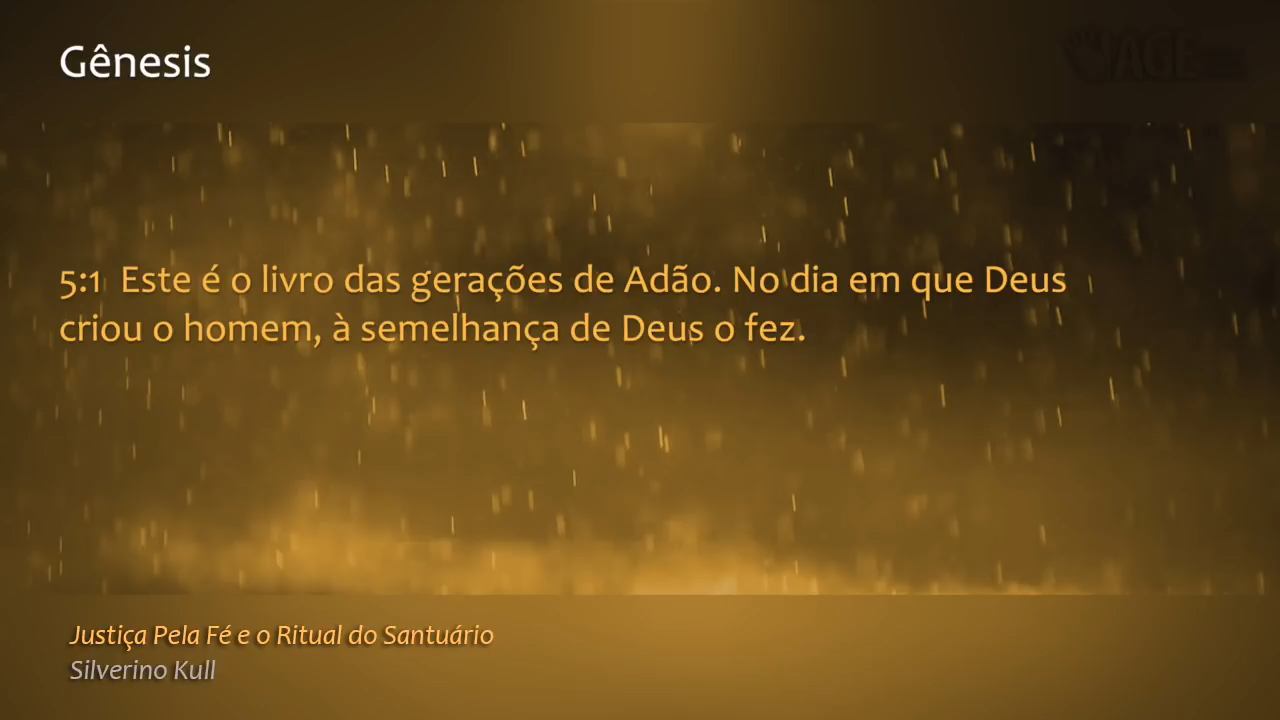 Gênesis
5:1 Este é o livro das gerações de Adão. No dia em que Deus
criou o homem, à semelhança de Deus o fez.
Justiça Pela Fé e o Ritual do Santuário
Silverino Kull